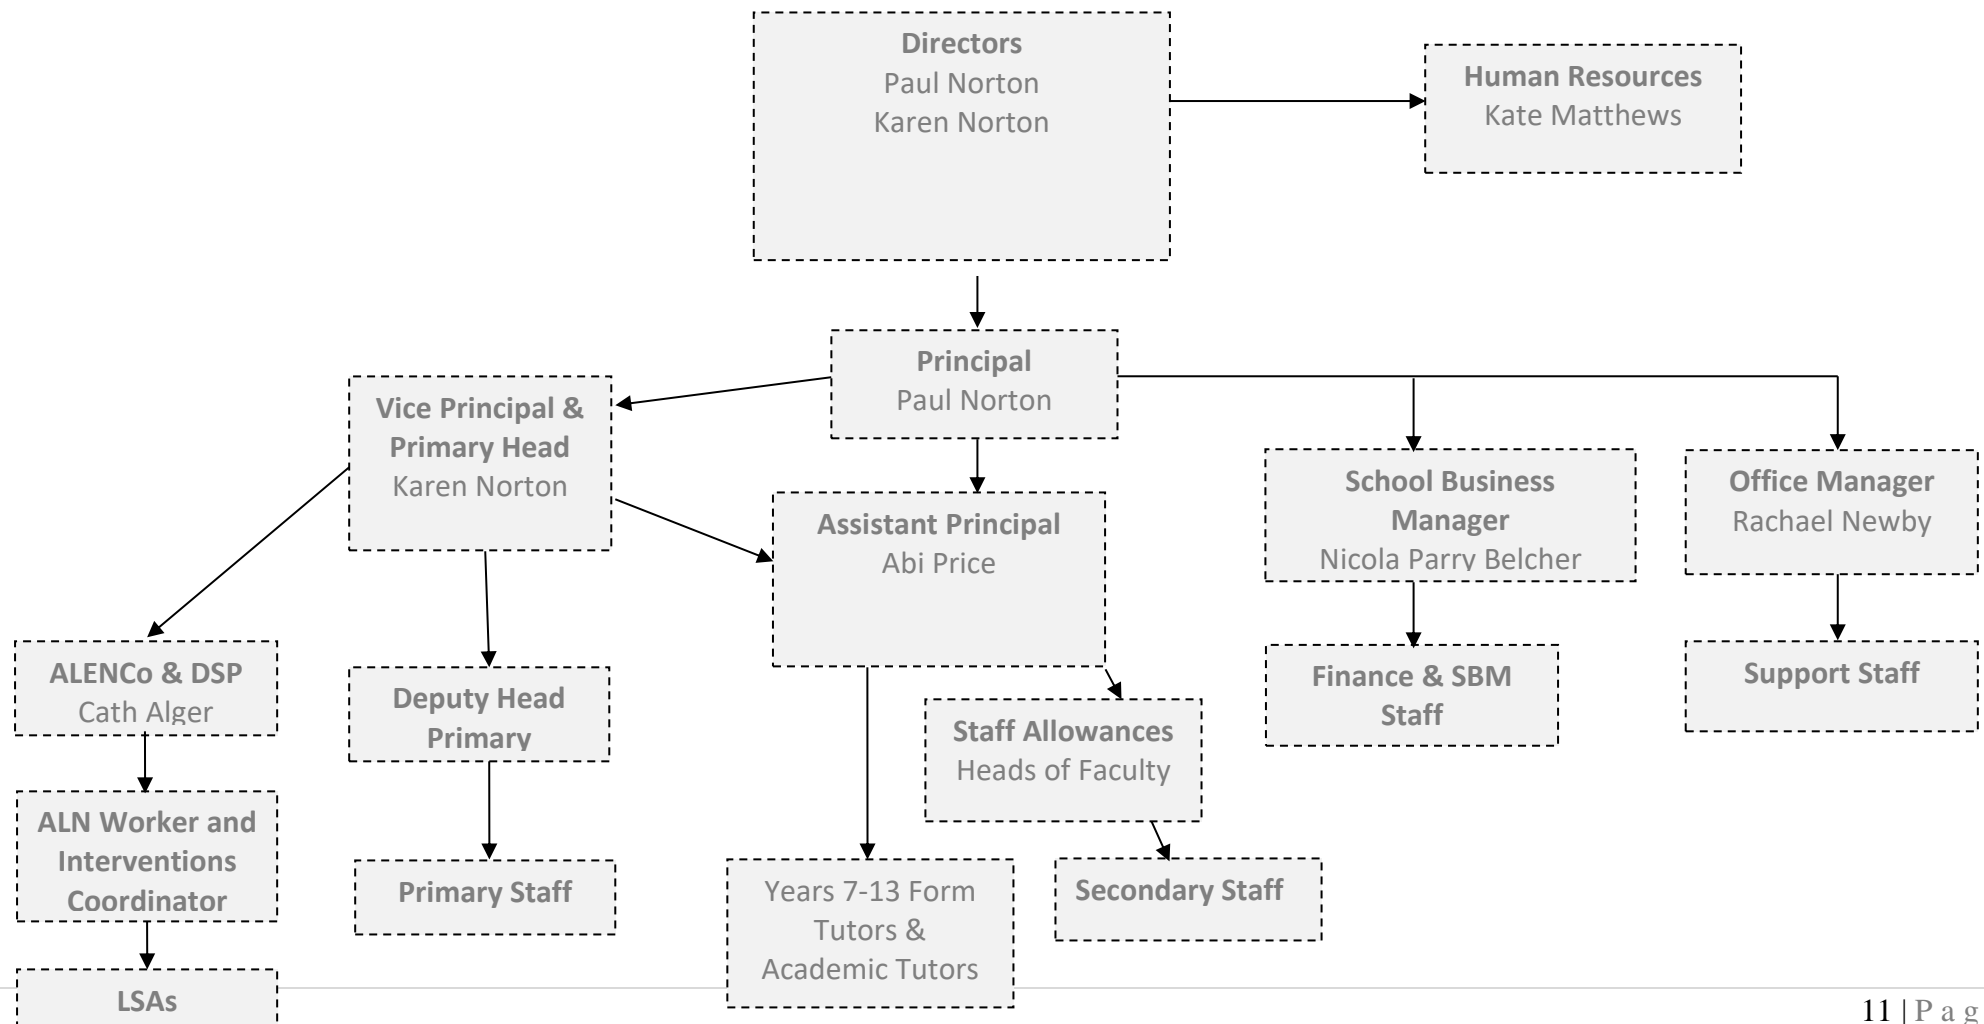 Directors
Paul Norton
Karen Norton
Human Resources
Kate Matthews
Principal
Paul Norton
Vice Principal &
Primary Head
Karen Norton
Assistant Principal
Abi Price
School Business
Manager
Nicola Parry Belcher
Office Manager
Rachael Newby
ALENCo & DSP
Cath Alger
Deputy Head
Primary
Staff Allowances
Heads of Faculty
Finance & SBM
Staff
Support Staff
ALN Worker and
Interventions
Coordinator
Primary Staff
Years 7-13 Form
Tutors &
Academic Tutors
Secondary Staff
LSAs
11 | P a g